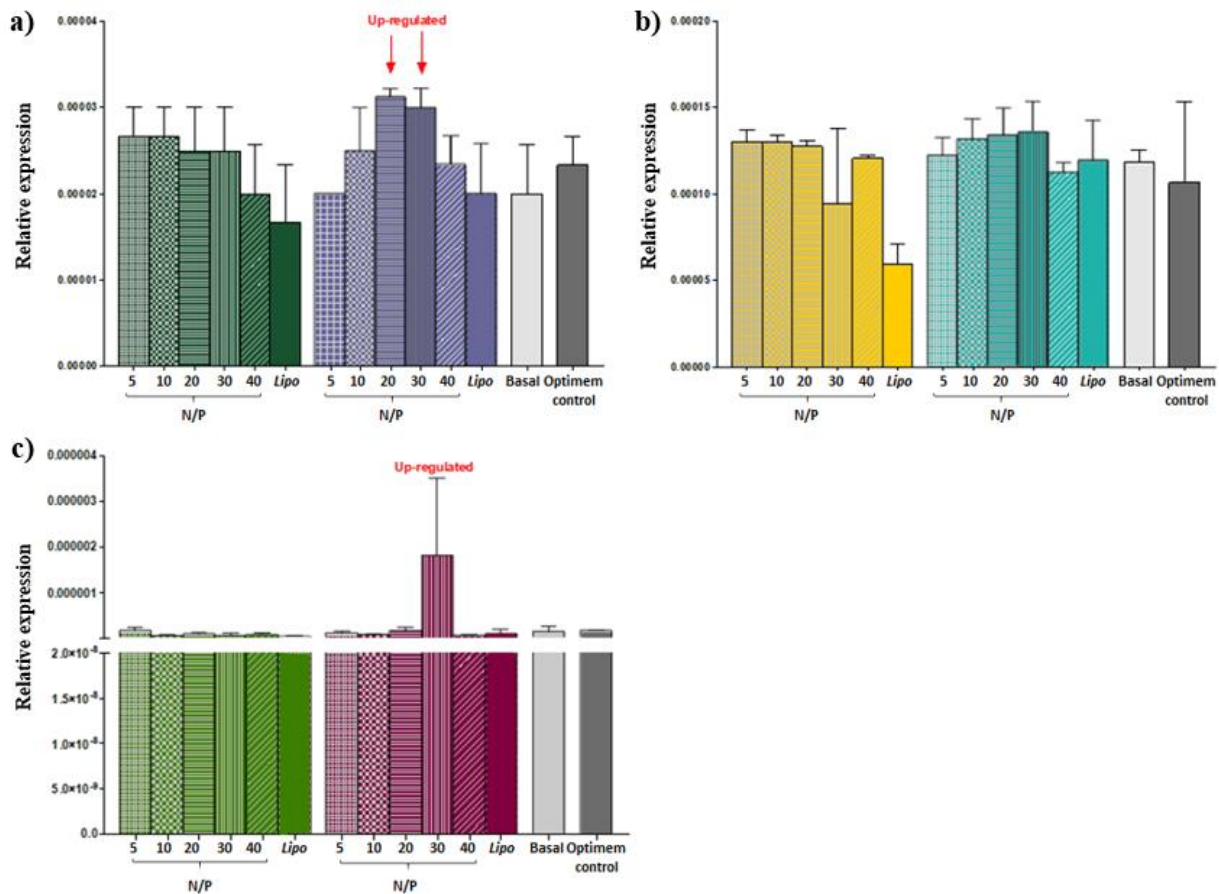 a)
Relative expression
0.00004
0.00003
0.00002
0.00001
0.00000
Up-regulated
5 10 20 30 40 Lipo 5 10 20 30 40 Lipo Basal Optimem
control
N/P N/P
b)
Relative expression
0.00020
0.00015
0.00010
0.00005
0.00000
5 10 20 30 40 Lipo 5 10 20 30 40 Lipo Basal Optimem
control
N/P N/P
c)
Relative expression
0.000004
0.000003
0.000002
0.000001
2.0×10⁻⁸
1.5×10⁻⁸
1.0×10⁻⁸
5.0×10⁻⁹
0.0
Up-regulated
5 10 20 30 40 Lipo 5 10 20 30 40 Lipo Basal Optimem
control
N/P N/P